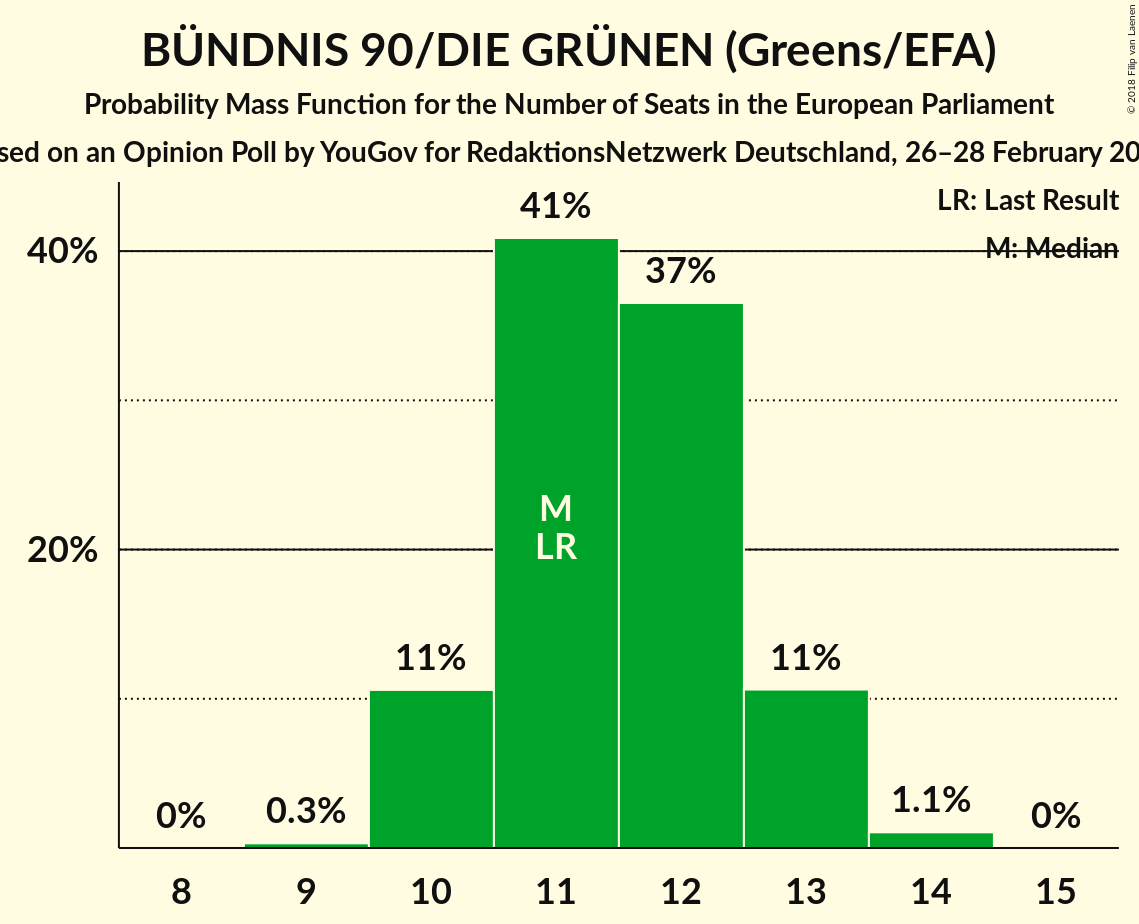 BÜNDNIS 90/DIE GRÜNEN (Greens/EFA)
Probability Mass Function for the Number of Seats in the European Parliament
sed on an Opinion Poll by YouGov for RedaktionsNetzwerk Deutschland, 26–28 February 20
© 2018 Filip van Laenen
LR: Last Result
M: Median
41%
40%
37%
M
LR
20%
11%
11%
0%
0.3%
1.1%
0%
8
9
10
11
12
13
14
15